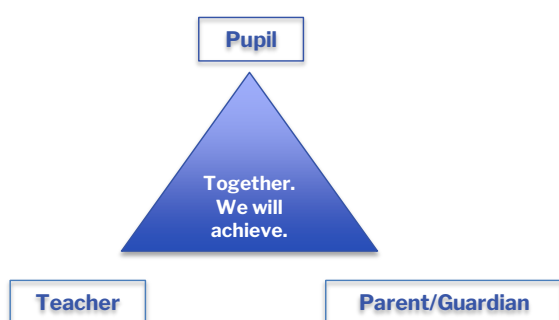 Pupil
Together.
We will
achieve.
Teacher
Parent/Guardian